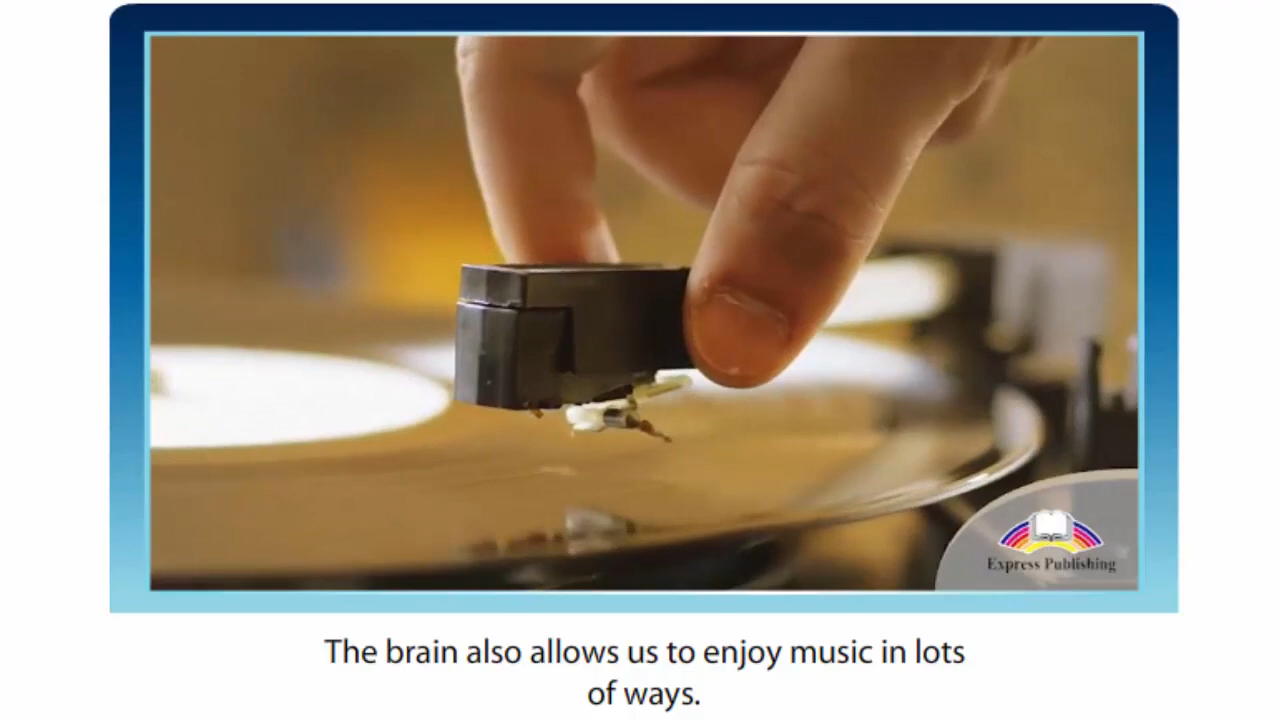 Express Publishing
The brain also allows us to enjoy music in lots
of ways.